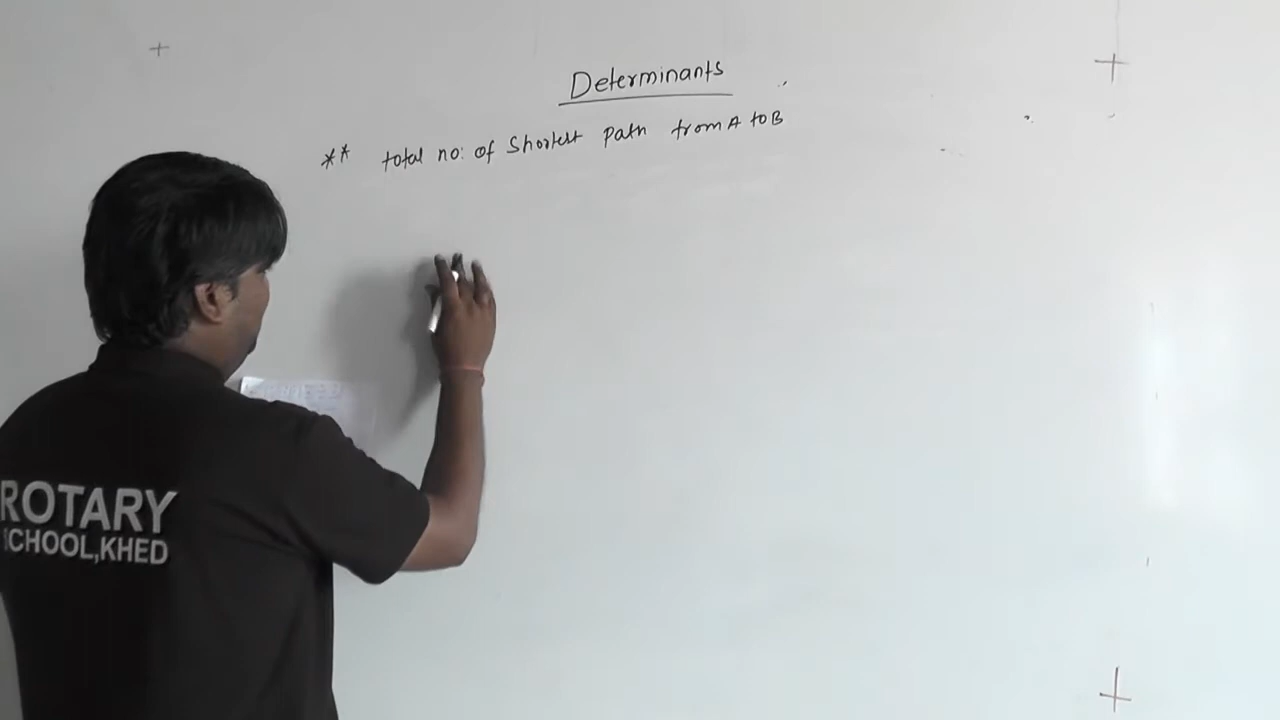 Determinants
** total no: of Shortest Path from A to B
ROTARY
SCHOOL,KHED